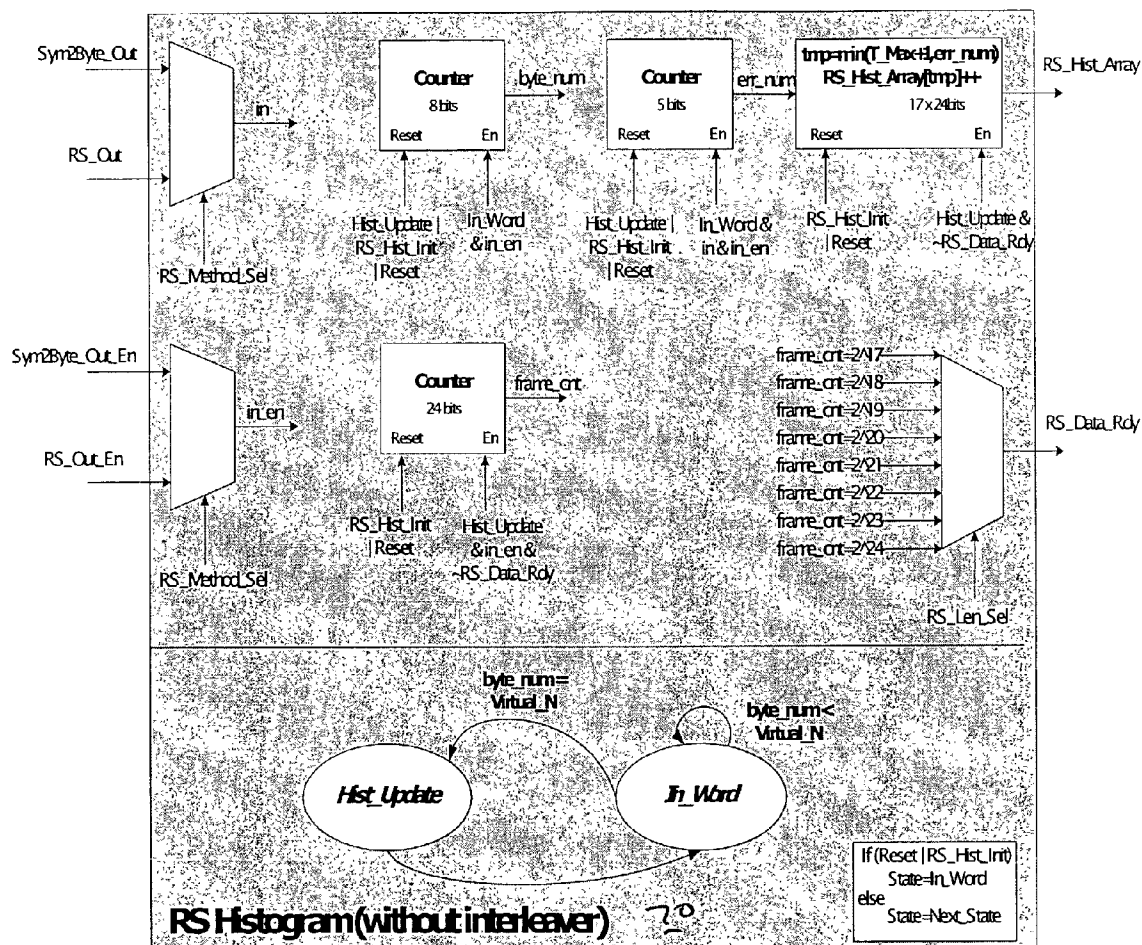 Sym2Byte_Out
RS_Out
in
RS_Method_Sel
Counter
8 bits
Reset En
byte_num
Hist_Update |
RS_Hist_Init
| Reset
In_Word
& in_en
Counter
5 bits
Reset En
err_num
Hist_Update |
RS_Hist_Init
| Reset
In_Word &
in & in_en
tmp=min(T_Max+1,err_num)
RS_Hist_Array[tmp]++
17 x 24bits
Reset En
RS_Hist_Array
RS_Hist_Init
| Reset
Hist_Update &
~RS_Data_Rdy
Sym2Byte_Out_En
RS_Out_En
in_en
RS_Method_Sel
Counter
24 bits
Reset En
frame_cnt
RS_Hist_Init
| Reset
Hist_Update
& in_en &
~RS_Data_Rdy
frame_cnt=2^17
frame_cnt=2^18
frame_cnt=2^19
frame_cnt=2^20
frame_cnt=2^21
frame_cnt=2^22
frame_cnt=2^23
frame_cnt=2^24
RS_Data_Rdy
RS_Len_Sel
byte_num=
Virtual_N
byte_num<
Virtual_N
Hist_Update
In_Word
If (Reset | RS_Hist_Init)
State=In_Word
else
State=Next_State
RS Histogram (without interleaver) 20